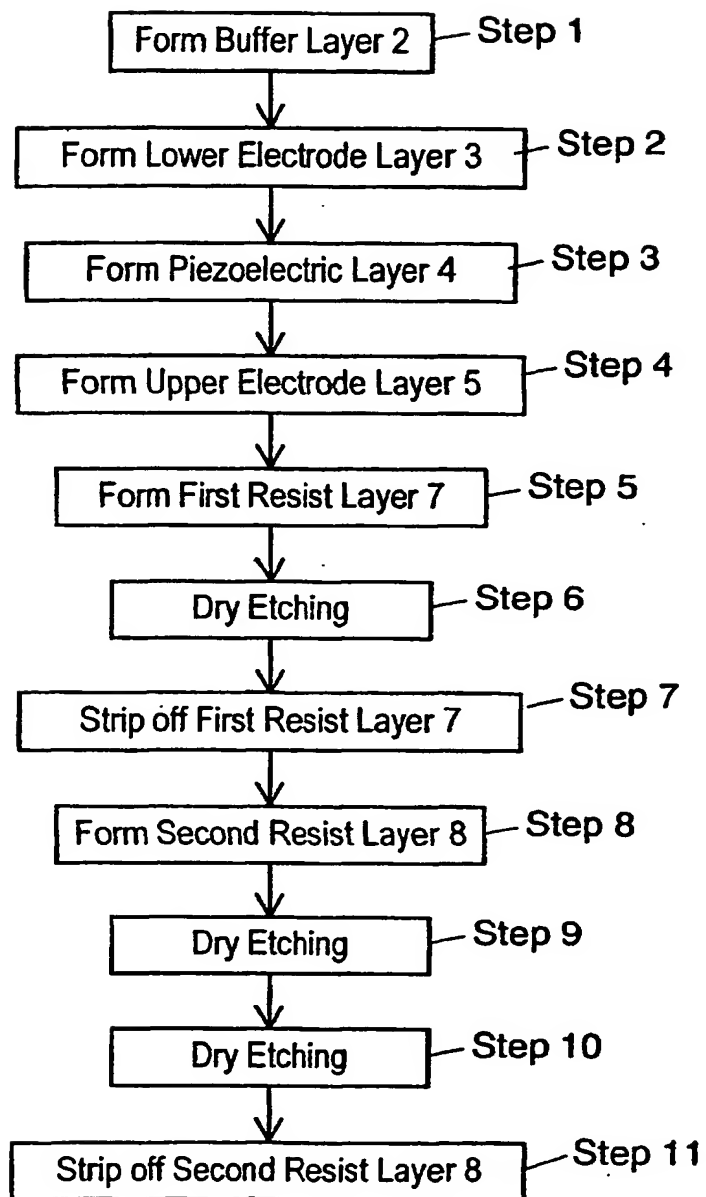 Form Buffer Layer 2 Step 1
Form Lower Electrode Layer 3 Step 2
Form Piezoelectric Layer 4 Step 3
Form Upper Electrode Layer 5 Step 4
Form First Resist Layer 7 Step 5
Dry Etching Step 6
Strip off First Resist Layer 7 Step 7
Form Second Resist Layer 8 Step 8
Dry Etching Step 9
Dry Etching Step 10
Strip off Second Resist Layer 8 Step 11